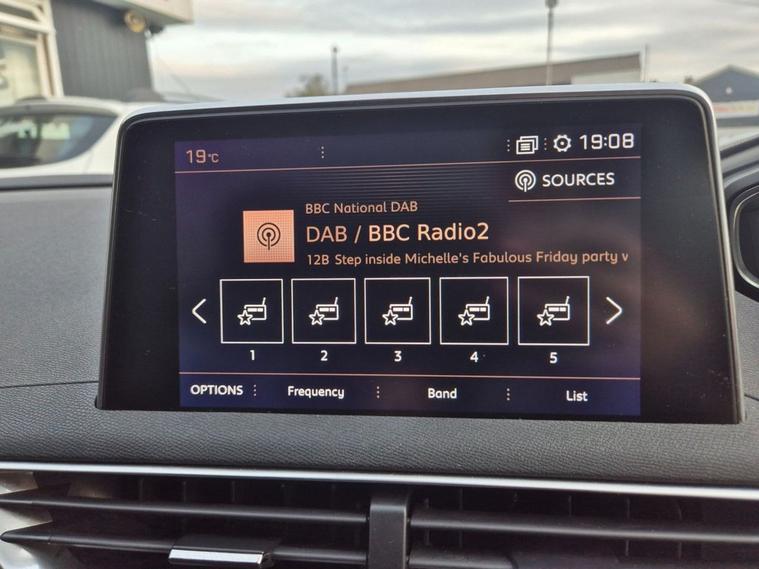 19°C
19:08
SOURCES
BBC National DAB
DAB / BBC Radio2
12B Step inside Michelle's Fabulous Friday party
1 2 3 4 5
OPTIONS Frequency Band List